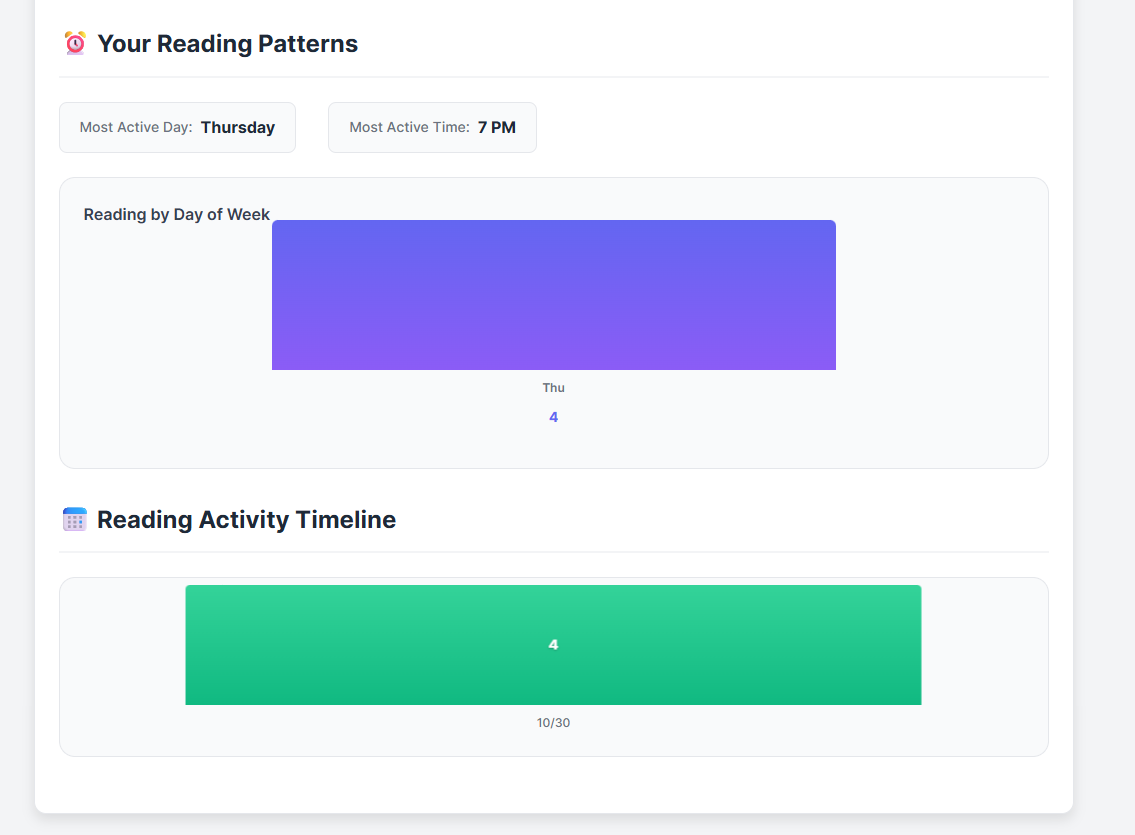 Your Reading Patterns
Most Active Day: Thursday
Most Active Time: 7 PM
Reading by Day of Week
Thu
4
Reading Activity Timeline
4
10/30